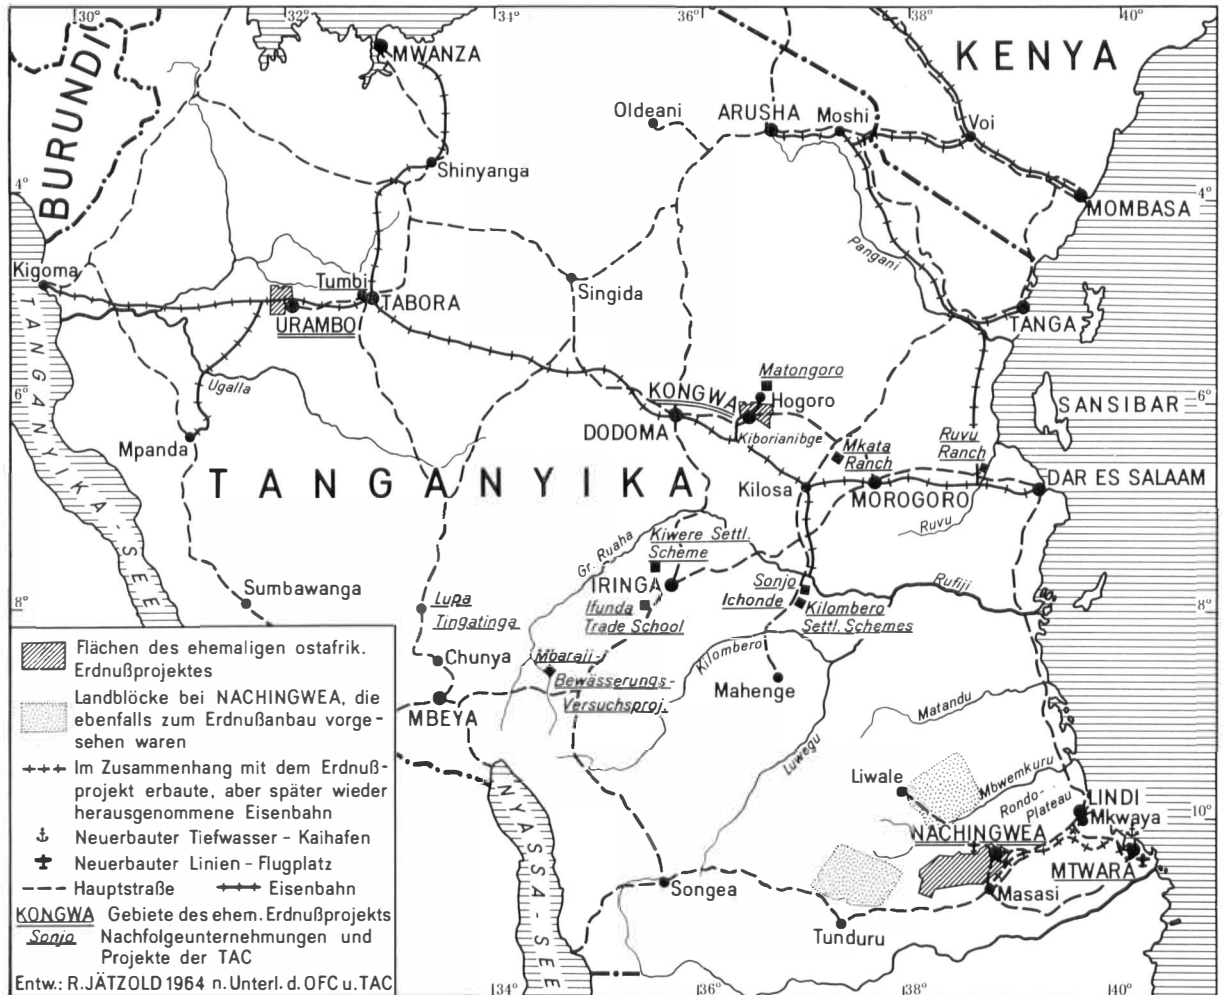 30°
32°
34°
36°
38°
40°
BURUNDI
MWANZA
KENYA
Oldeani
ARUSHA
Moshi
Voi
Shinyanga
4°
4°
MOMBASA
Pangani
Kigoma
Tumbi
TABORA
URAMBO
Singida
TANGA
TANGANYIKA-SEE
Ugalla
Matongoro
KONGWA
Hogoro
6°
6°
SANSIBAR
DODOMA
Kiborianibge
Mkata
Ranch
Ruvu
Ranch
Mpanda
TANGANYIKA
Kilosa
MOROGORO
DAR ES SALAAM
Ruvu
Gr. Ruaha
Kiwere Settl.
Scheme
IRINGA
Sonjo
Ichonde
Rufiji
Sumbawanga
Lupa
Tingatinga
Ifunda
Trade School
Kilombero
Settl. Schemes
8°
8°
Chunya
Mbaraji-
Bewässerungs-
Versuchsproj.
Kilombero
Mahenge
MBEYA
Matandu
Luwegu
Liwale
Mbwemkuru
Rondo-
Plateau
LINDI
Mkwaya
10°
NACHINGWEA
MTWARA
NYASSA-SEE
Songea
Masasi
Tunduru
34°
36°
38°
40°
Flächen des ehemaligen ostafrik.
Erdnußprojektes
Landblöcke bei NACHINGWEA, die
ebenfalls zum Erdnußanbau vorge-
sehen waren
Im Zusammenhang mit dem Erdnuß-
projekt erbaute, aber später wieder
herausgenommene Eisenbahn
Neuerbauter Tiefwasser-Kaihafen
Neuerbauter Linien-Flugplatz
Hauptstraße Eisenbahn
KONGWA Gebiete des ehem. Erdnußprojekts
Sonjo Nachfolgeunternehmungen und
Projekte der TAC
Entw.: R.JÄTZOLD 1964 n. Unterl. d. OFC u. TAC